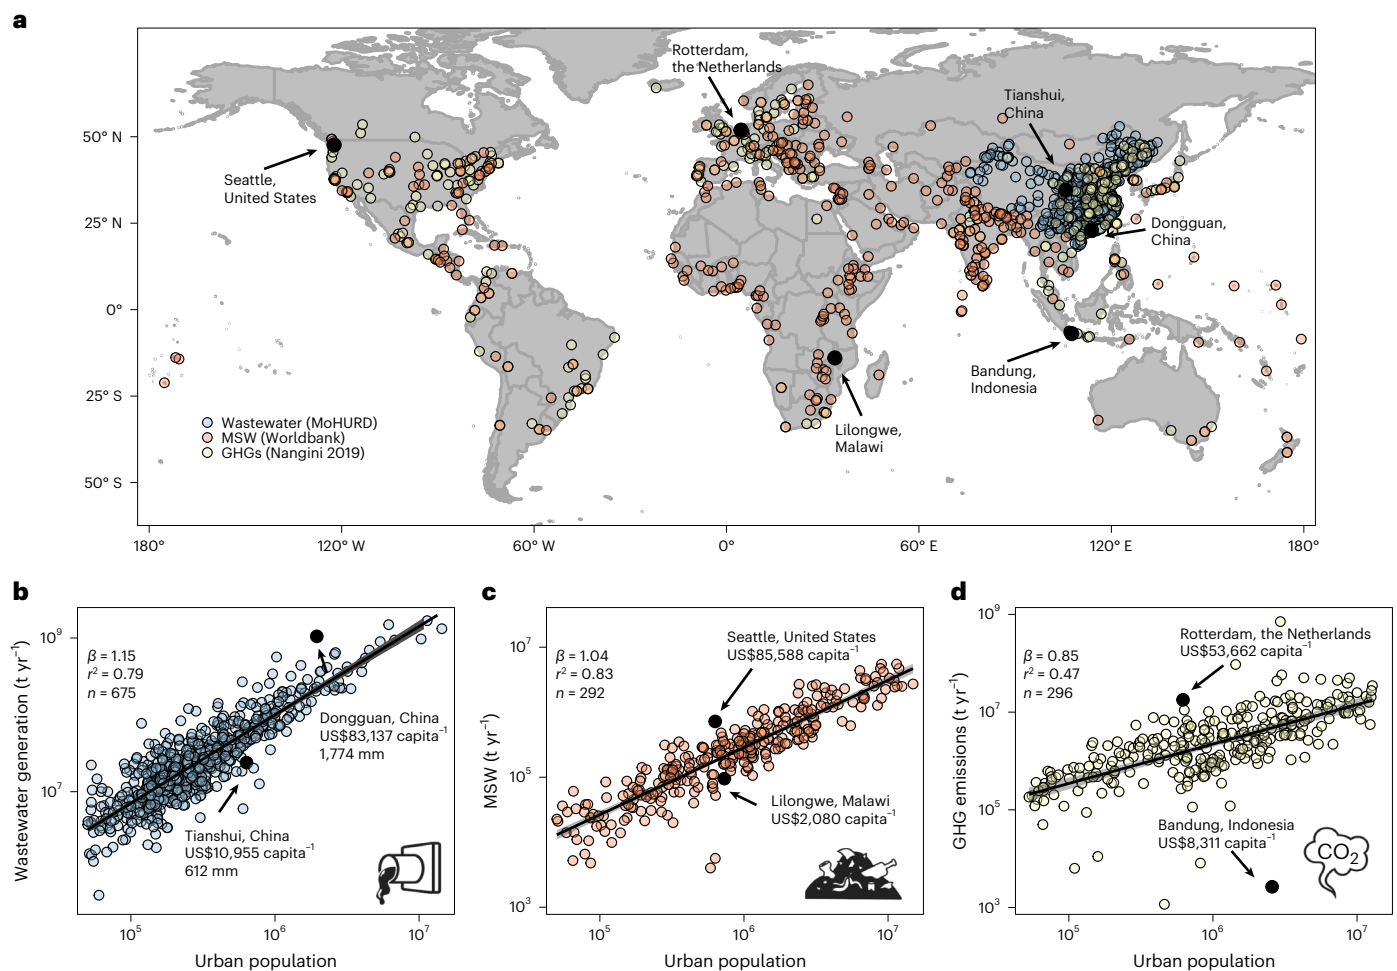 a
Rotterdam,
the Netherlands
Tianshui,
China
Seattle,
United States
Dongguan,
China
Bandung,
Indonesia
Lilongwe,
Malawi
50° N
25° N
0°
25° S
50° S
Wastewater (MoHURD)
MSW (Worldbank)
GHGs (Nangini 2019)
180° 120° W 60° W 0° 60° E 120° E 180°
b
Wastewater generation (t yr⁻¹)
10⁹
10⁷
β = 1.15
r² = 0.79
n = 675
Dongguan, China
US$83,137 capita⁻¹
1,774 mm
Tianshui, China
US$10,955 capita⁻¹
612 mm
10⁵ 10⁶ 10⁷
Urban population
c
MSW (t yr⁻¹)
10⁷
10⁵
10³
β = 1.04
r² = 0.83
n = 292
Seattle, United States
US$85,588 capita⁻¹
Lilongwe, Malawi
US$2,080 capita⁻¹
10⁵ 10⁶ 10⁷
Urban population
d
GHG emissions (t yr⁻¹)
10⁹
10⁷
10⁵
10³
β = 0.85
r² = 0.47
n = 296
Rotterdam, the Netherlands
US$53,662 capita⁻¹
Bandung, Indonesia
US$8,311 capita⁻¹
CO₂
10⁵ 10⁶ 10⁷
Urban population